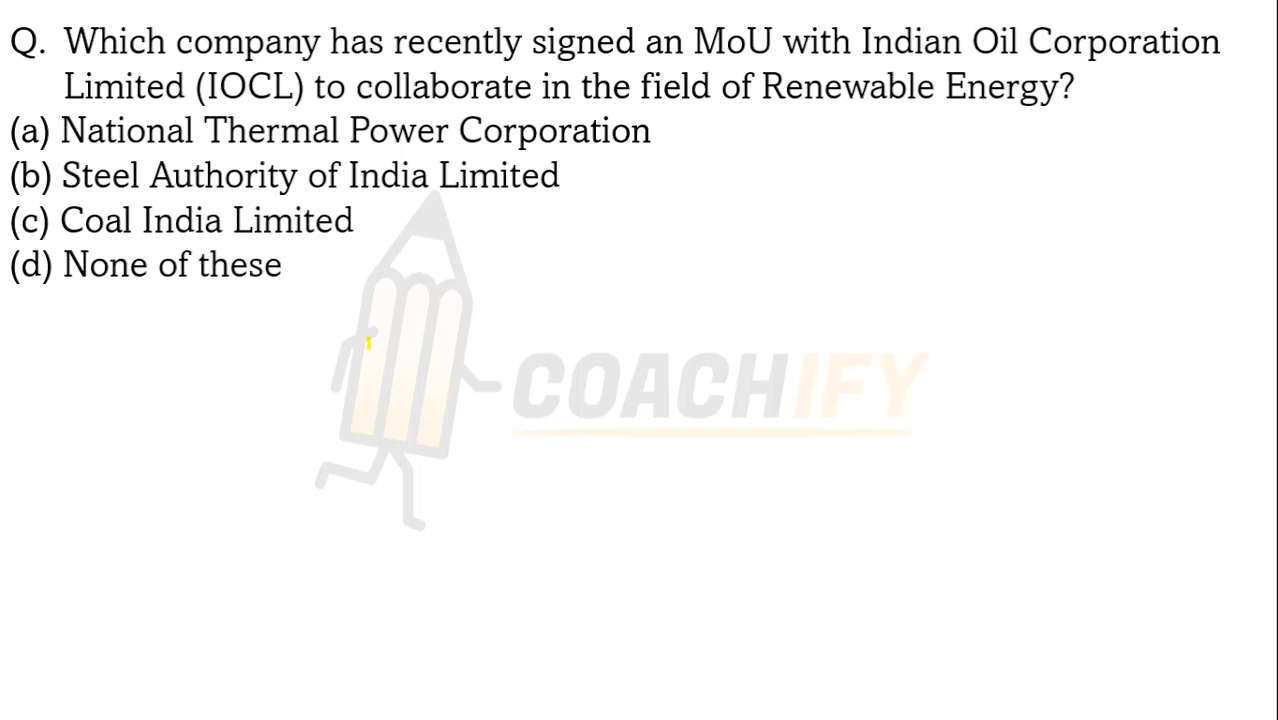 Q. Which company has recently signed an MoU with Indian Oil Corporation
Limited (IOCL) to collaborate in the field of Renewable Energy?
(a) National Thermal Power Corporation
(b) Steel Authority of India Limited
(c) Coal India Limited
(d) None of these
COACHIFY